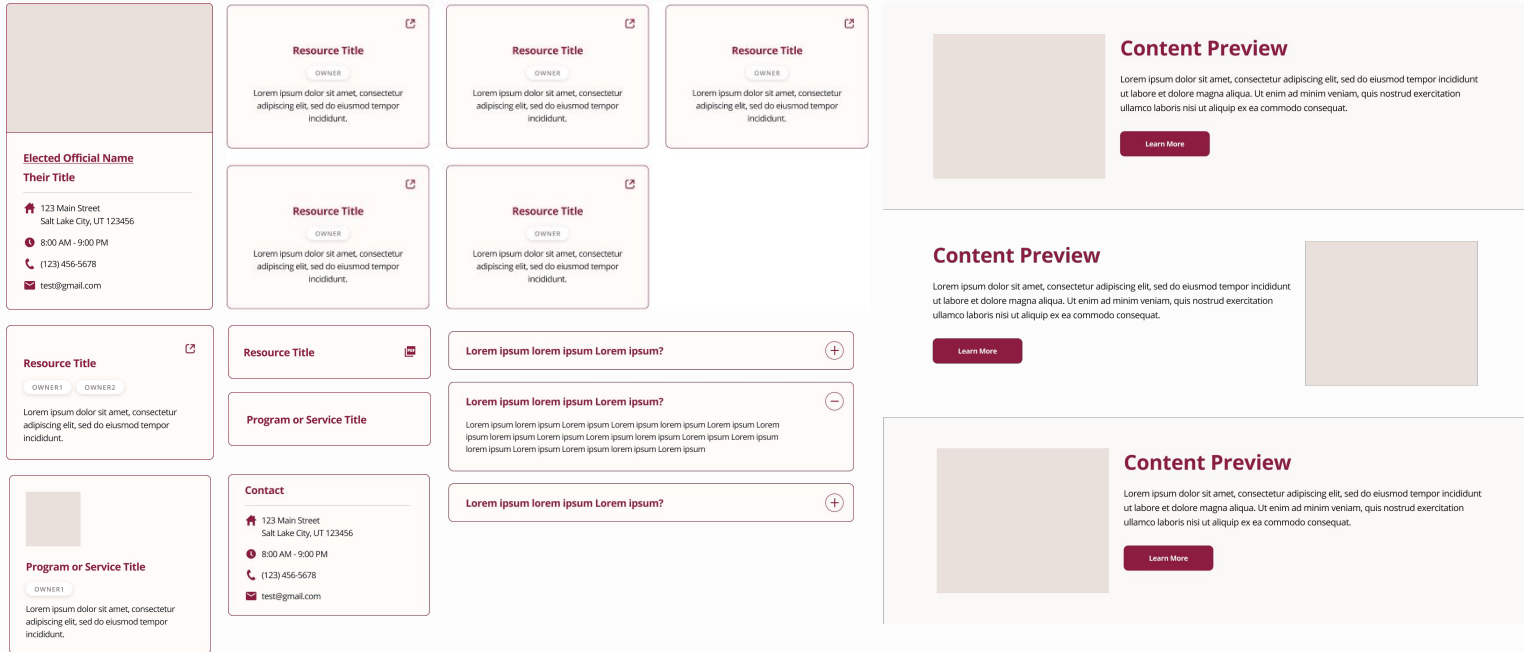 Elected Official Name
Their Title
123 Main Street
Salt Lake City, UT 123456
8:00 AM - 9:00 PM
(123) 456-5678
test@gmail.com
Resource Title
OWNER
Lorem ipsum dolor sit amet, consectetur
adipiscing elit, sed do eiusmod tempor
incididunt.
Resource Title
OWNER
Lorem ipsum dolor sit amet, consectetur
adipiscing elit, sed do eiusmod tempor
incididunt.
Resource Title
OWNER
Lorem ipsum dolor sit amet, consectetur
adipiscing elit, sed do eiusmod tempor
incididunt.
Resource Title
OWNER
Lorem ipsum dolor sit amet, consectetur
adipiscing elit, sed do eiusmod tempor
incididunt.
Resource Title
OWNER
Lorem ipsum dolor sit amet, consectetur
adipiscing elit, sed do eiusmod tempor
incididunt.
Resource Title
OWNER1 OWNER2
Lorem ipsum dolor sit amet, consectetur
adipiscing elit, sed do eiusmod tempor
incididunt.
Program or Service Title
OWNER1
Lorem ipsum dolor sit amet, consectetur
adipiscing elit, sed do eiusmod tempor
incididunt.
Resource Title
PDF
Program or Service Title
Contact
123 Main Street
Salt Lake City, UT 123456
8:00 AM - 9:00 PM
(123) 456-5678
test@gmail.com
Lorem ipsum lorem ipsum Lorem ipsum?
Lorem ipsum lorem ipsum Lorem ipsum?
Lorem ipsum lorem ipsum Lorem ipsum Lorem ipsum lorem ipsum Lorem ipsum Lorem
ipsum lorem ipsum Lorem ipsum Lorem ipsum lorem ipsum Lorem ipsum Lorem ipsum
lorem ipsum Lorem ipsum Lorem ipsum lorem ipsum Lorem ipsum
Lorem ipsum lorem ipsum Lorem ipsum?
Content Preview
Lorem ipsum dolor sit amet, consectetur adipiscing elit, sed do eiusmod tempor incididunt
ut labore et dolore magna aliqua. Ut enim ad minim veniam, quis nostrud exercitation
ullamco laboris nisi ut aliquip ex ea commodo consequat.
Learn More
Content Preview
Lorem ipsum dolor sit amet, consectetur adipiscing elit, sed do eiusmod tempor incididunt
ut labore et dolore magna aliqua. Ut enim ad minim veniam, quis nostrud exercitation
ullamco laboris nisi ut aliquip ex ea commodo consequat.
Learn More
Content Preview
Lorem ipsum dolor sit amet, consectetur adipiscing elit, sed do eiusmod tempor incididunt
ut labore et dolore magna aliqua. Ut enim ad minim veniam, quis nostrud exercitation
ullamco laboris nisi ut aliquip ex ea commodo consequat.
Learn More